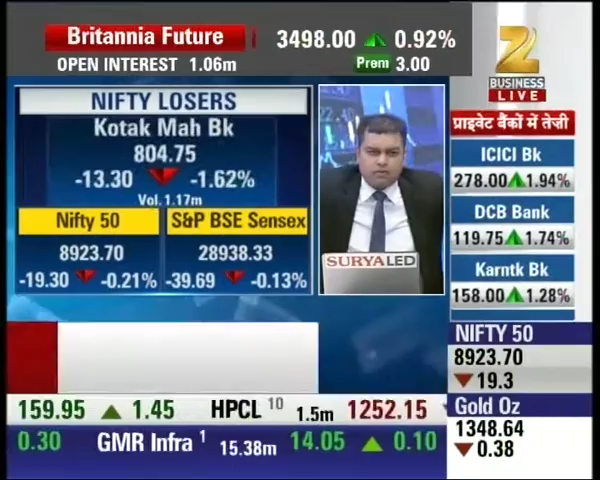 Britannia Future
3498.00 0.92%
OPEN INTEREST 1.06m
Prem 3.00
Z
BUSINESS
LIVE
NIFTY LOSERS
Kotak Mah Bk
804.75
-13.30 -1.62%
Vol. 1.17m
Nifty 50
8923.70
-19.30 -0.21%
S&P BSE Sensex
28938.33
-39.69 -0.13%
SURYA LED
प्राइवेट बैंकों में तेजी
ICICI Bk
278.00 1.94%
DCB Bank
119.75 1.74%
Karntk Bk
158.00 1.28%
NIFTY 50
8923.70
19.3
Gold Oz
1348.64
0.38
159.95 1.45 HPCL 10 1.5m 1252.15
0.30 GMR Infra 1 15.38m 14.05 0.10